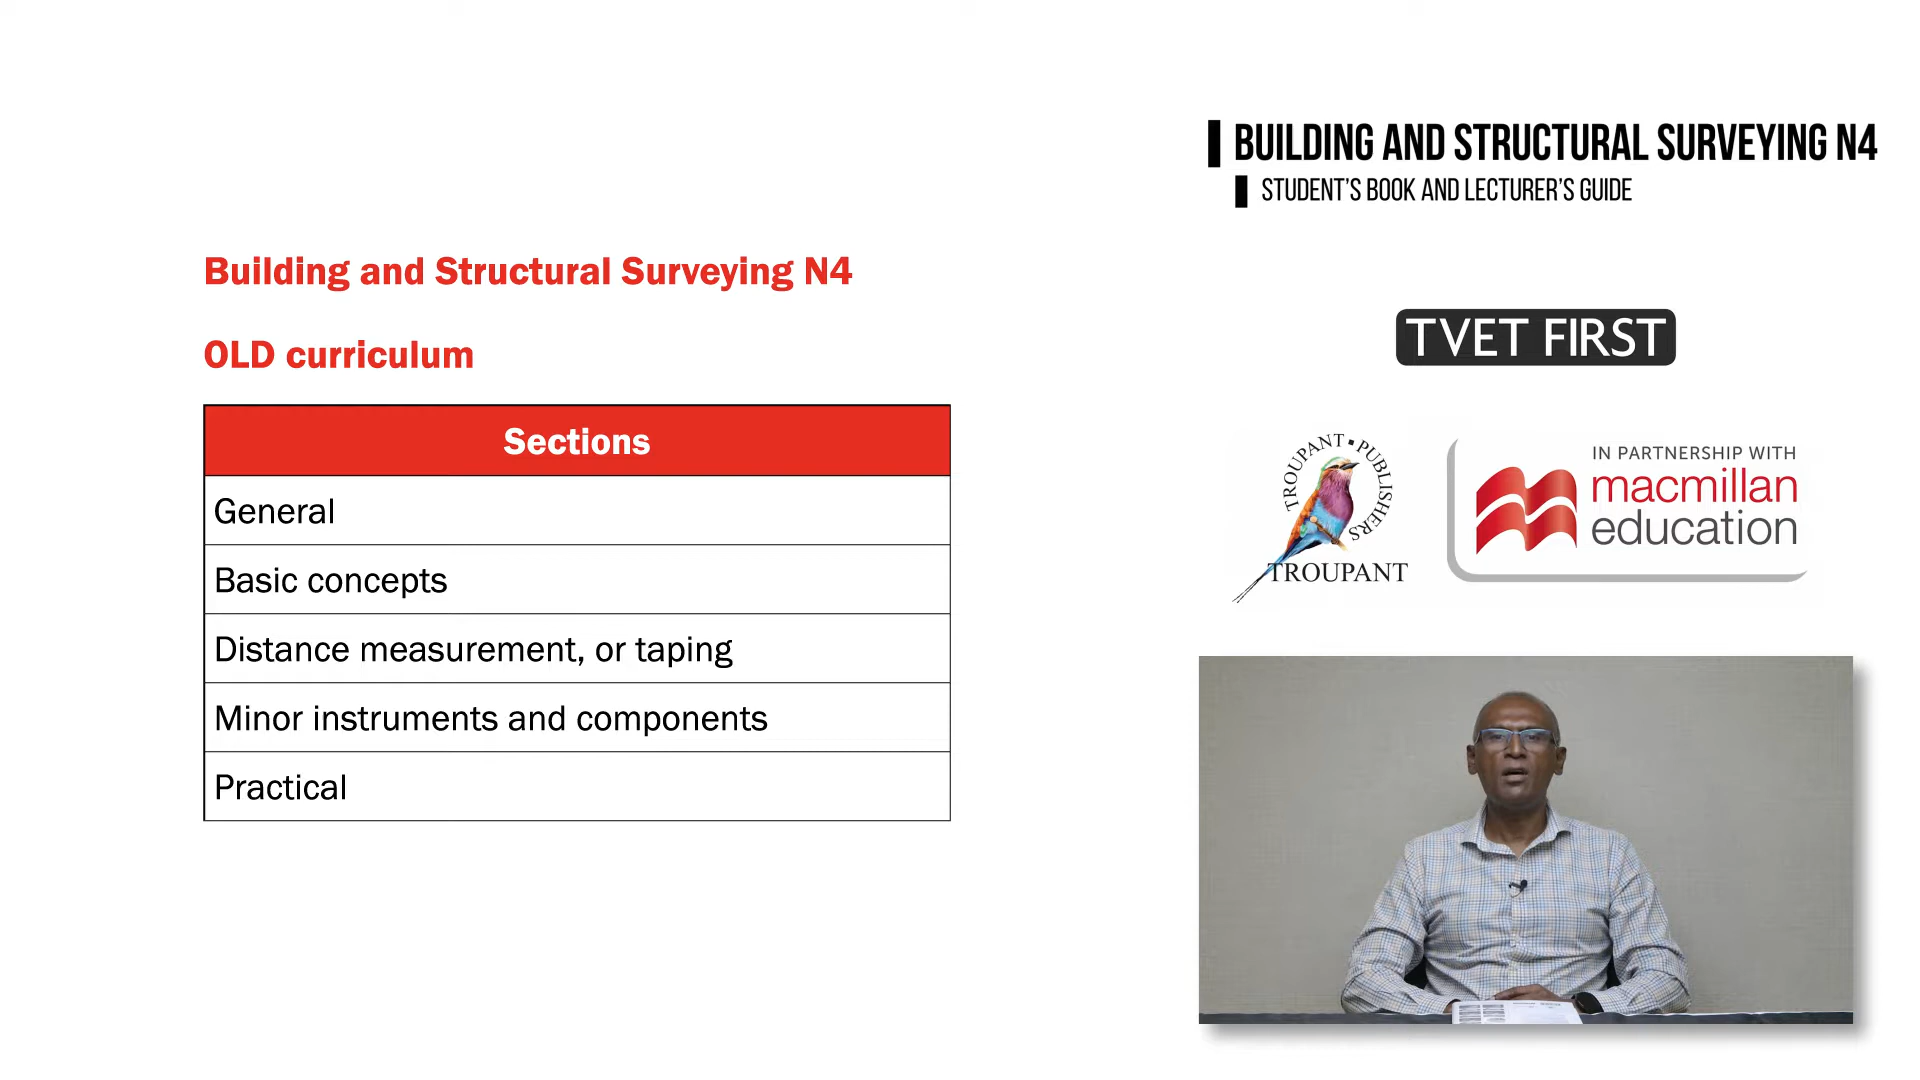 BUILDING AND STRUCTURAL SURVEYING N4
STUDENT'S BOOK AND LECTURER'S GUIDE
Building and Structural Surveying N4
OLD curriculum
Sections
General
Basic concepts
Distance measurement, or taping
Minor instruments and components
Practical
TVET FIRST
TROUPANT PUBLISHERS
TROUPANT
IN PARTNERSHIP WITH
macmillan
education